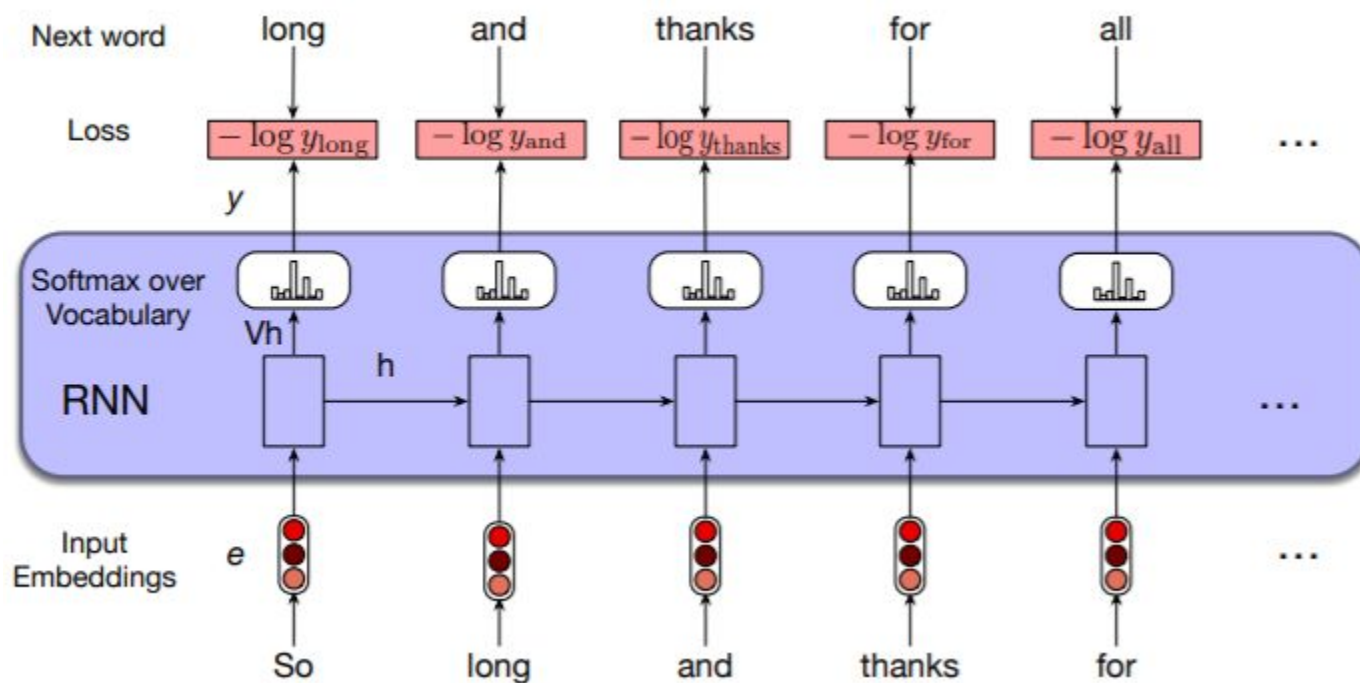 Next word long and thanks for all
Loss − log y_long − log y_and − log y_thanks − log y_for − log y_all ...
y
Softmax over
Vocabulary
Vh
h
RNN ...
Input
Embeddings
e ...
So long and thanks for